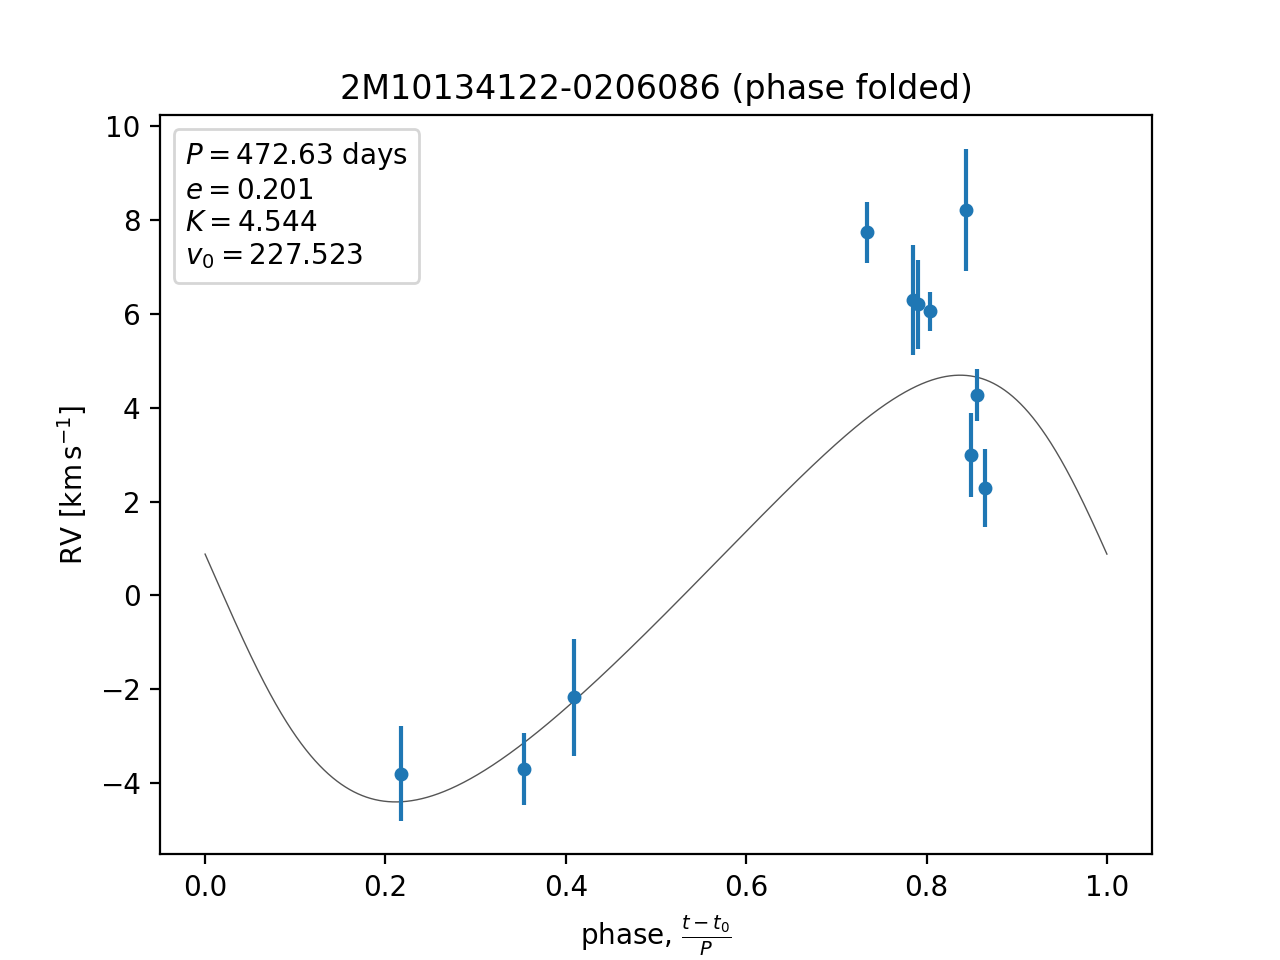 2M10134122-0206086 (phase folded)
P = 472.63 days
e = 0.201
K = 4.544
v₀ = 227.523
10
8
6
4
2
0
−2
−4
RV [km s⁻¹]
0.0 0.2 0.4 0.6 0.8 1.0
phase, (t − t₀)/P